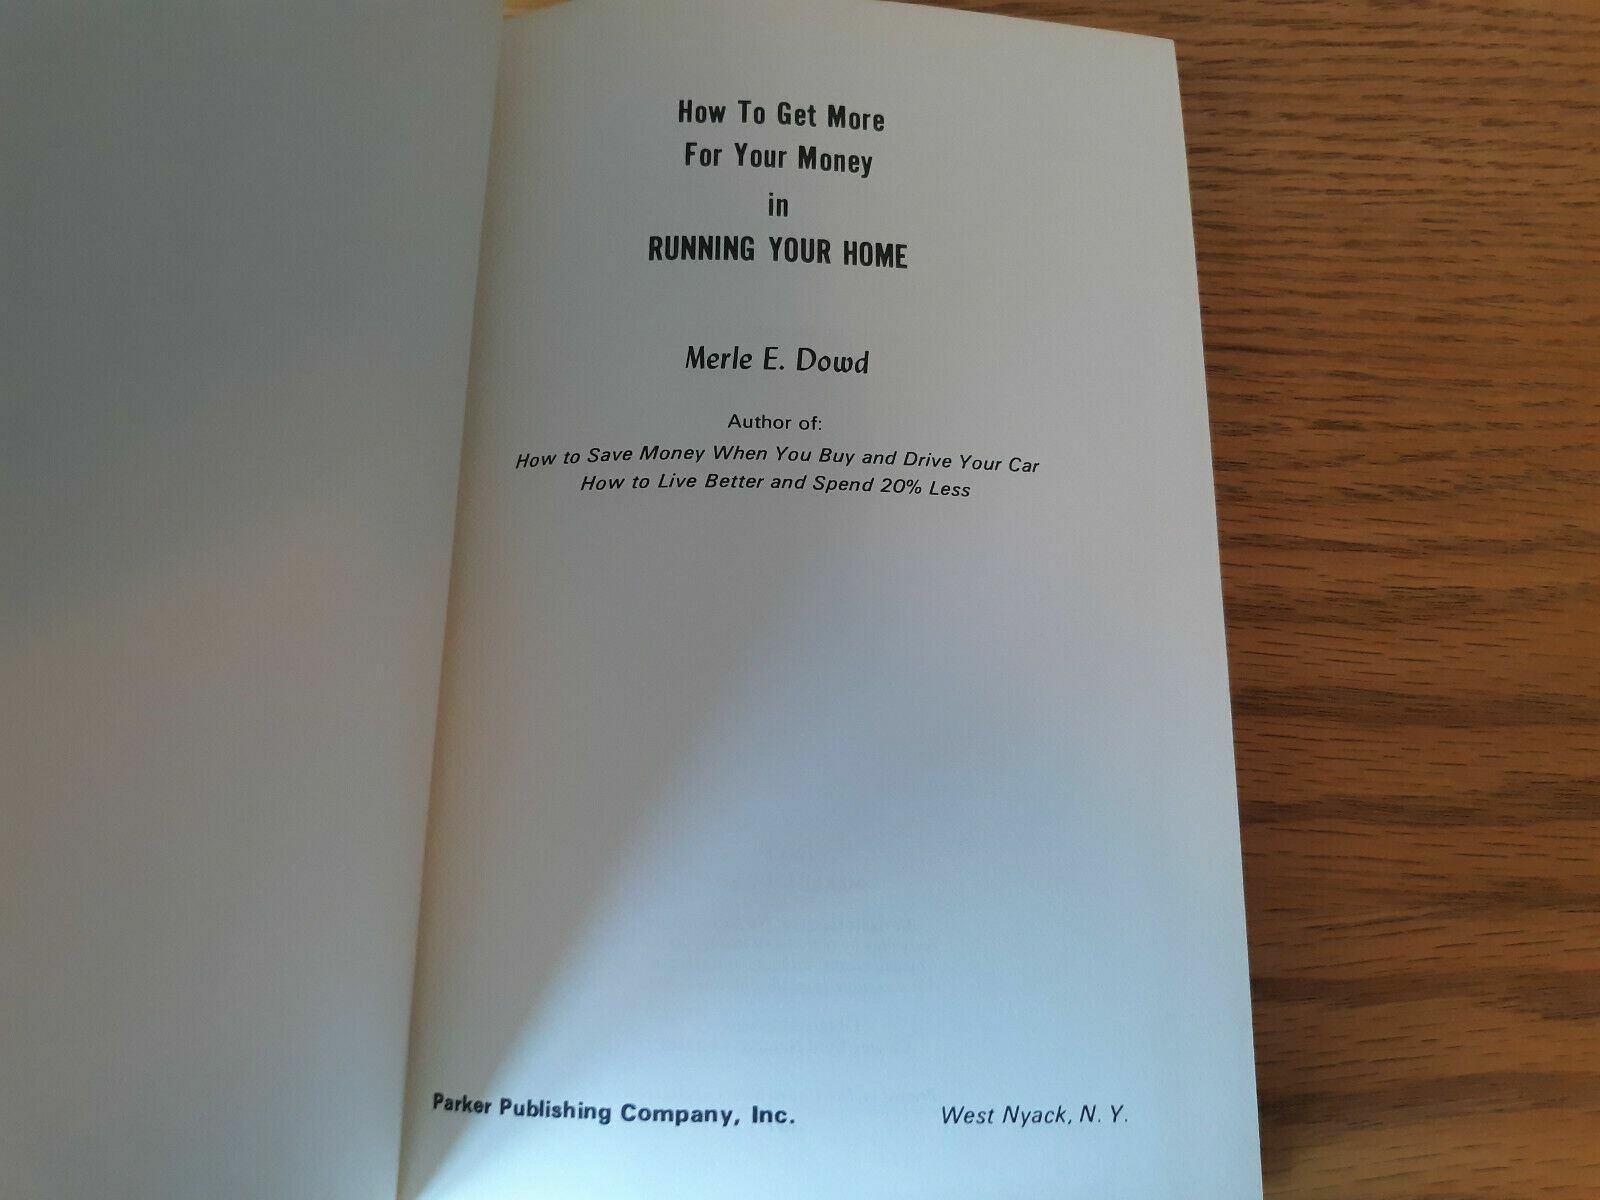 How To Get More
For Your Money
in
RUNNING YOUR HOME
Merle E. Dowd
Author of:
How to Save Money When You Buy and Drive Your Car
How to Live Better and Spend 20% Less
Parker Publishing Company, Inc. West Nyack, N. Y.